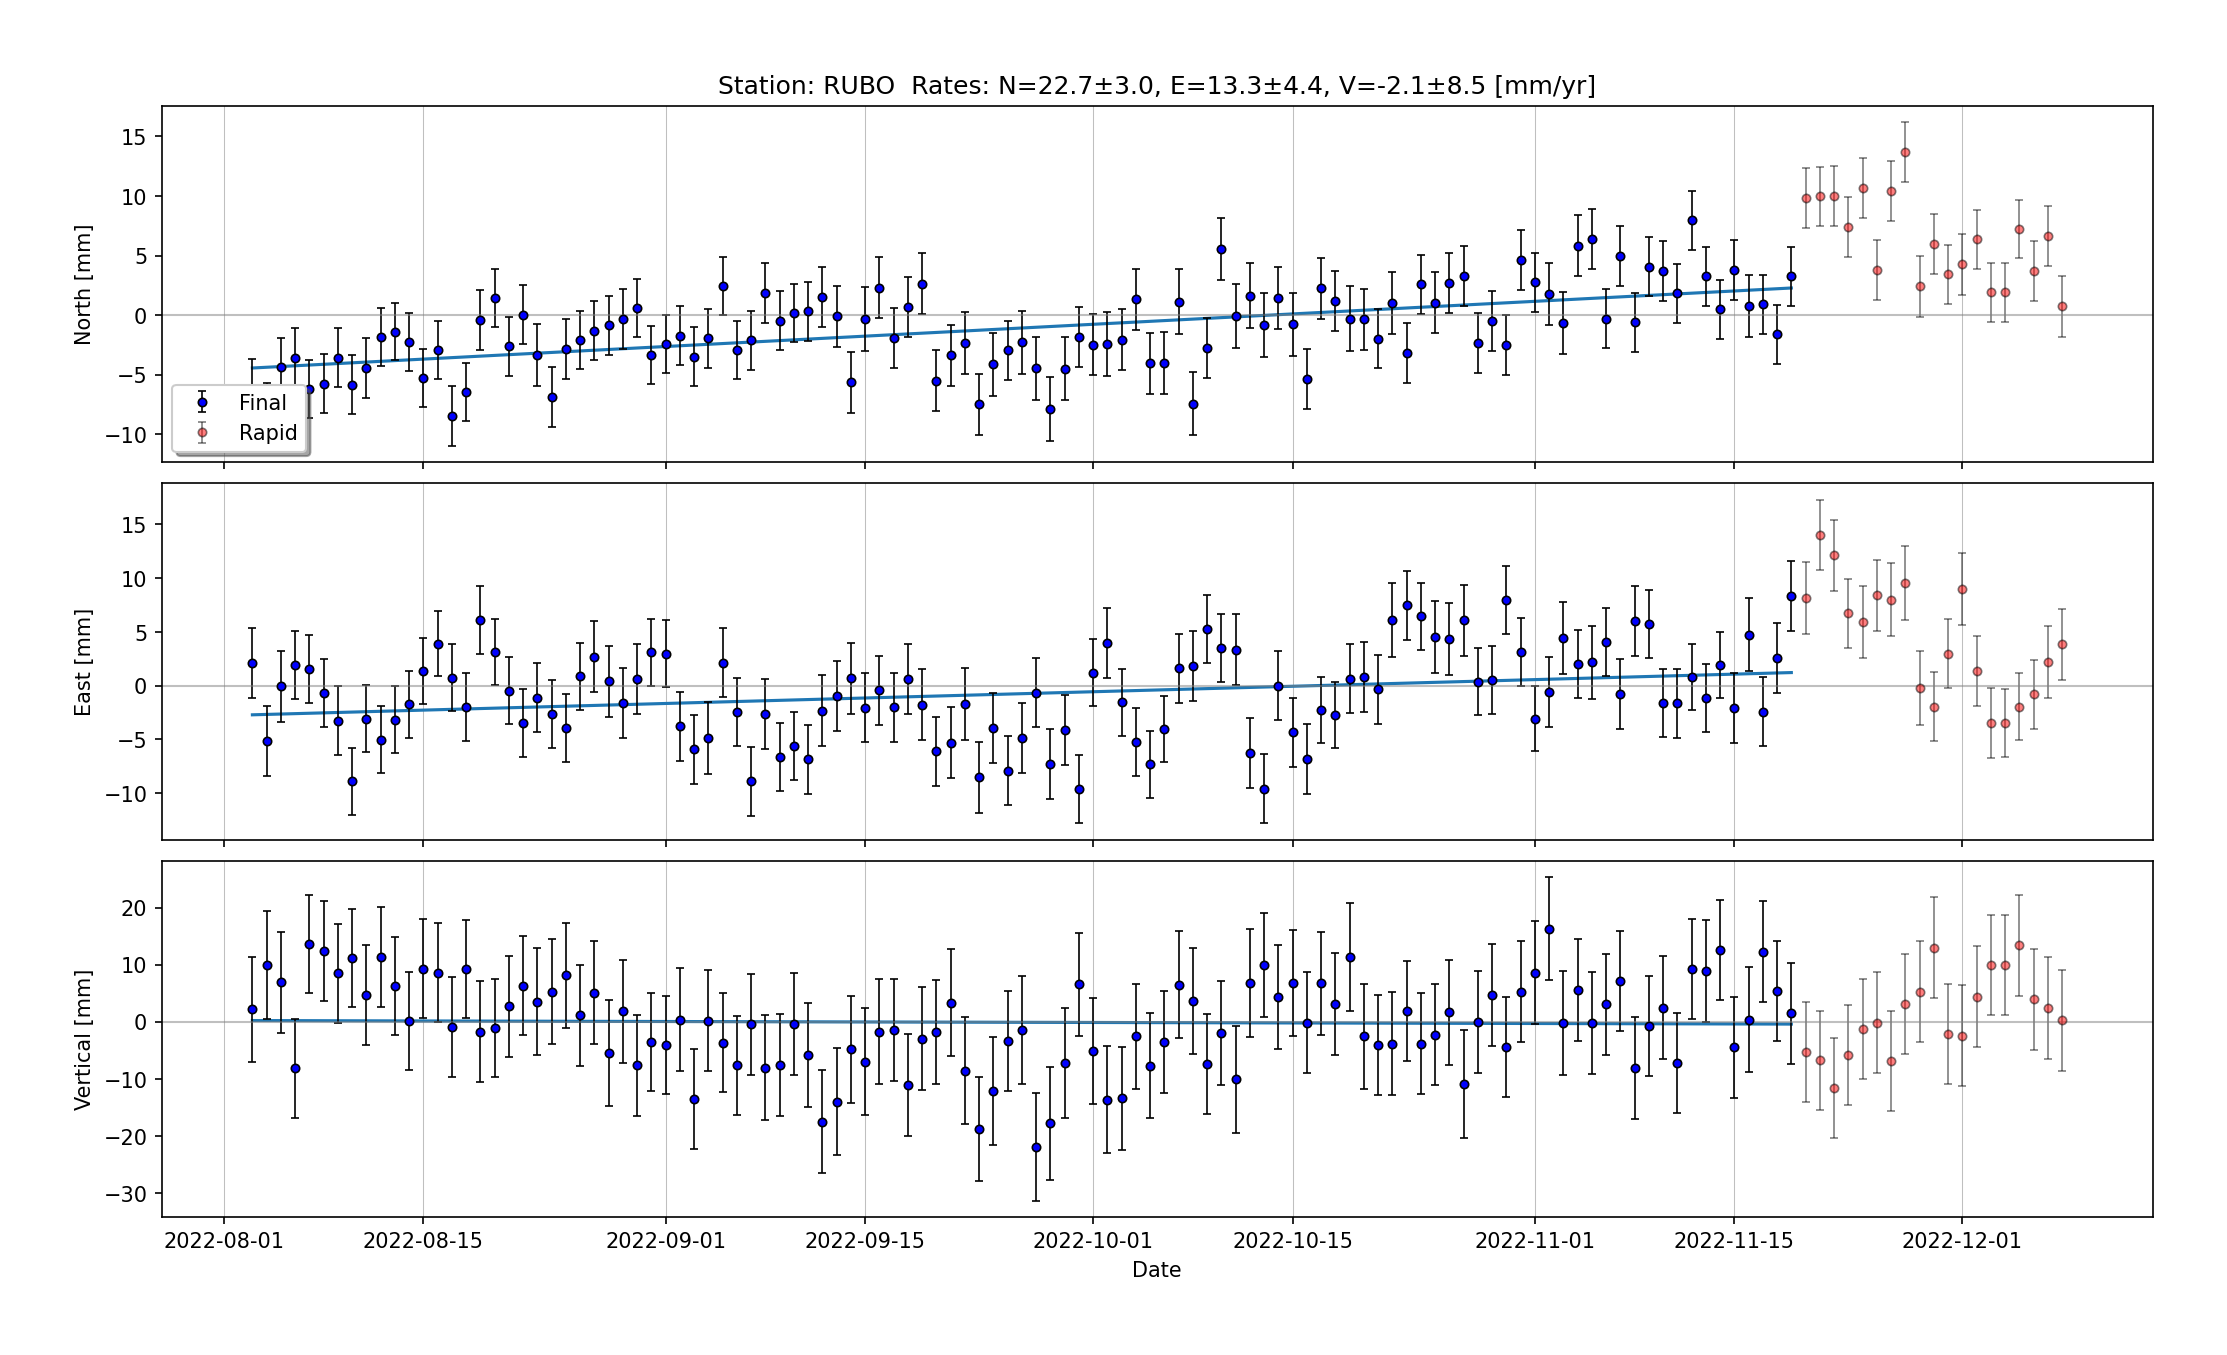 Station: RUBO  Rates: N=22.7±3.0, E=13.3±4.4, V=-2.1±8.5 [mm/yr]
North [mm]
15
10
5
0
−5
−10
Final
Rapid
East [mm]
15
10
5
0
−5
−10
Vertical [mm]
20
10
0
−10
−20
−30
2022-08-01 2022-08-15 2022-09-01 2022-09-15 2022-10-01 2022-10-15 2022-11-01 2022-11-15 2022-12-01
Date